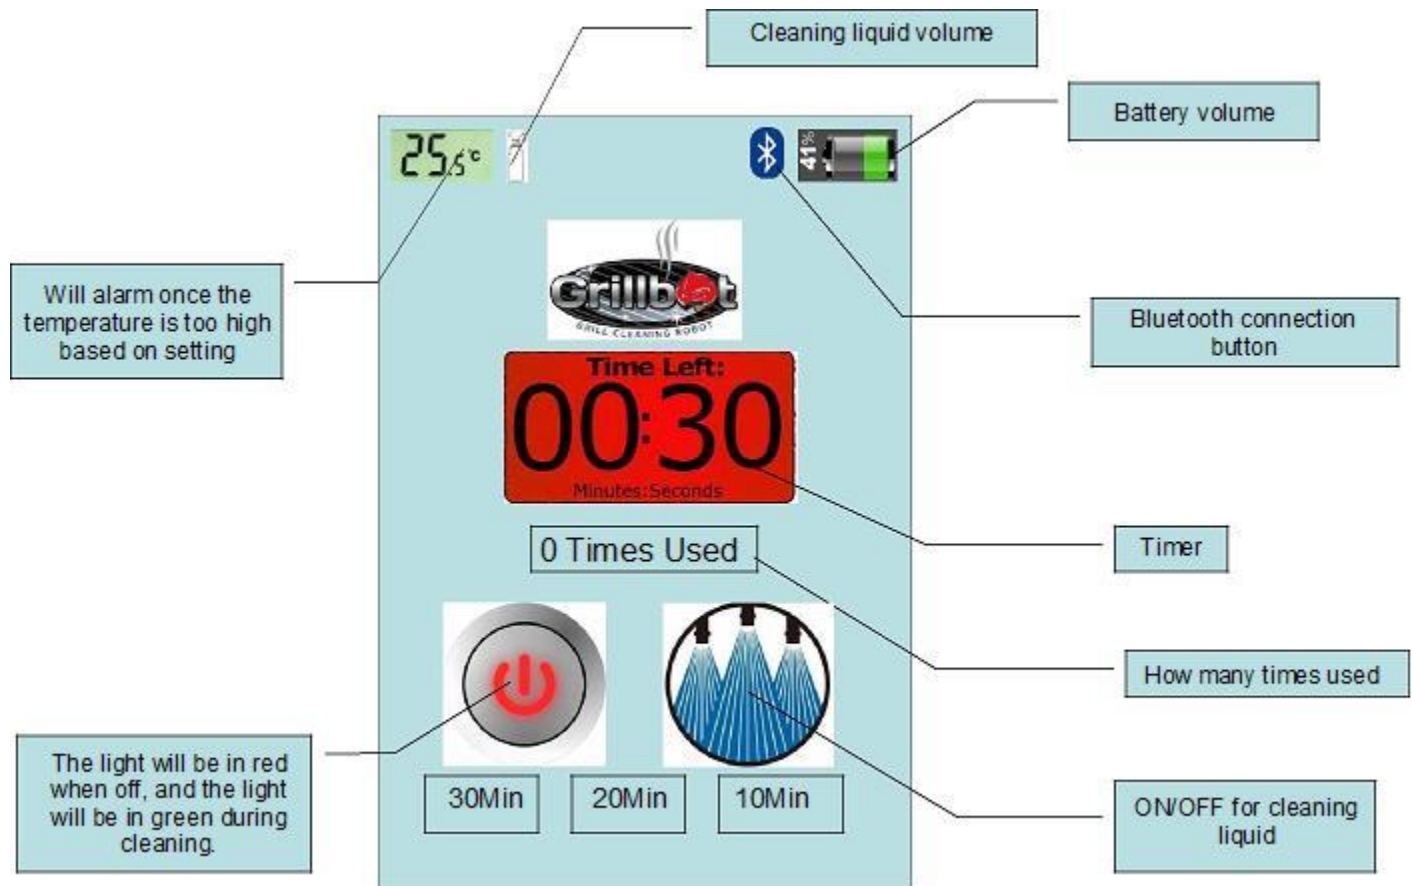 Cleaning liquid volume
Battery volume
25.5°C
41%
Grillbot
GRILL CLEANING ROBOT
Will alarm once the
temperature is too high
based on setting
Bluetooth connection
button
Time Left:
00:30
Minutes:Seconds
Timer
0 Times Used
How many times used
The light will be in red
when off, and the light
will be in green during
cleaning.
30Min
20Min
10Min
ON/OFF for cleaning
liquid